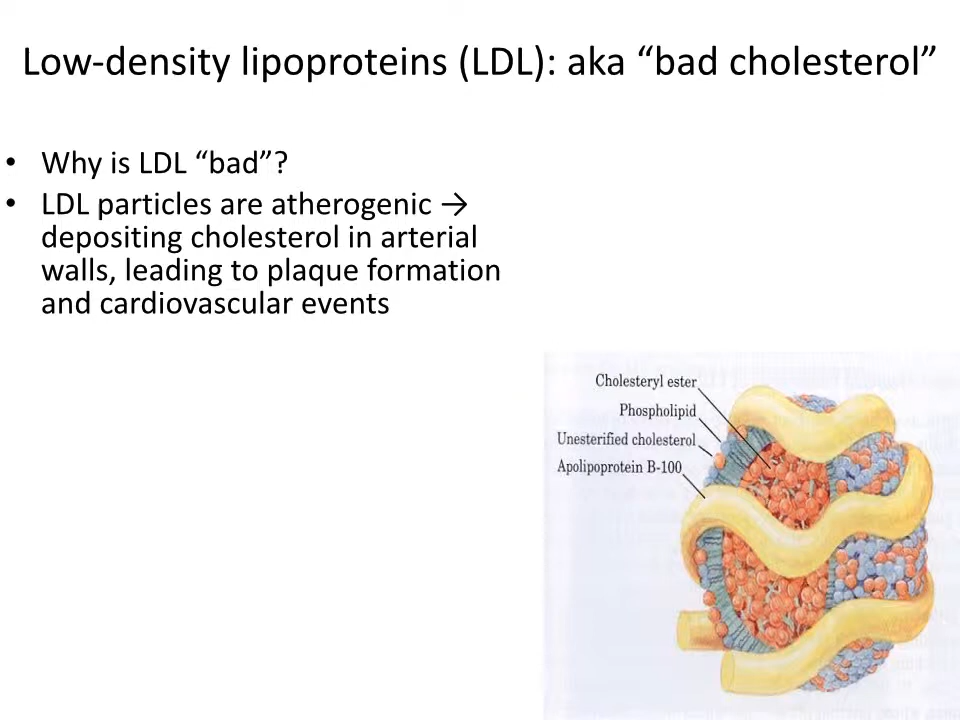 Low-density lipoproteins (LDL): aka “bad cholesterol”
• Why is LDL “bad”?
• LDL particles are atherogenic →
depositing cholesterol in arterial
walls, leading to plaque formation
and cardiovascular events
Cholesteryl ester
Phospholipid
Unesterified cholesterol
Apolipoprotein B-100